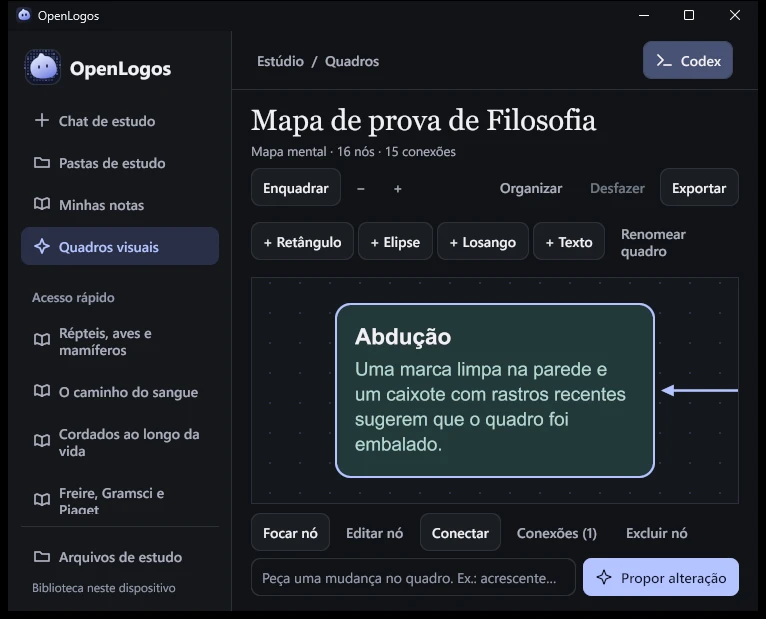 OpenLogos
OpenLogos
Chat de estudo
Pastas de estudo
Minhas notas
Quadros visuais
Acesso rápido
Répteis, aves e
mamíferos
O caminho do sangue
Cordados ao longo da
vida
Freire, Gramsci e
Piaget
Arquivos de estudo
Biblioteca neste dispositivo
Estúdio / Quadros
>_ Codex
Mapa de prova de Filosofia
Mapa mental · 16 nós · 15 conexões
Enquadrar − + Organizar Desfazer Exportar
+ Retângulo + Elipse + Losango + Texto Renomear
quadro
Abdução
Uma marca limpa na parede e
um caixote com rastros recentes
sugerem que o quadro foi
embalado.
Focar nó Editar nó Conectar Conexões (1) Excluir nó
Peça uma mudança no quadro. Ex.: acrescente... Propor alteração